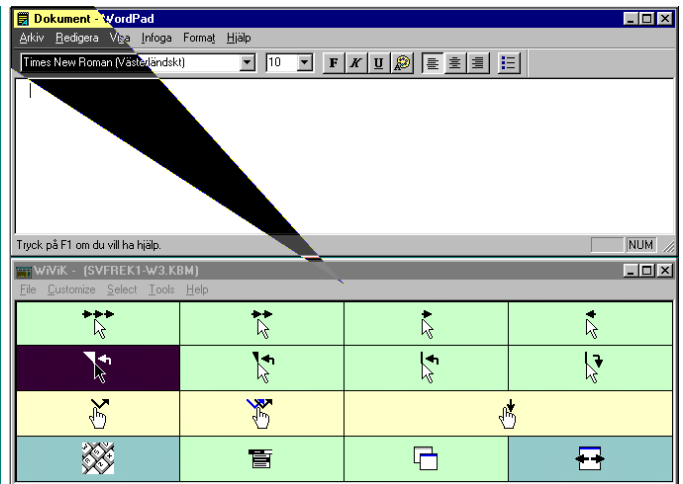 Dokument - WordPad
Arkiv Redigera Visa Infoga Format Hjälp
Times New Roman (Västerländskt) 10 F K U
Tryck på F1 om du vill ha hjälp. NUM
WiViK - (SVFREK1-W3.KBM)
File Customize Select Tools Help